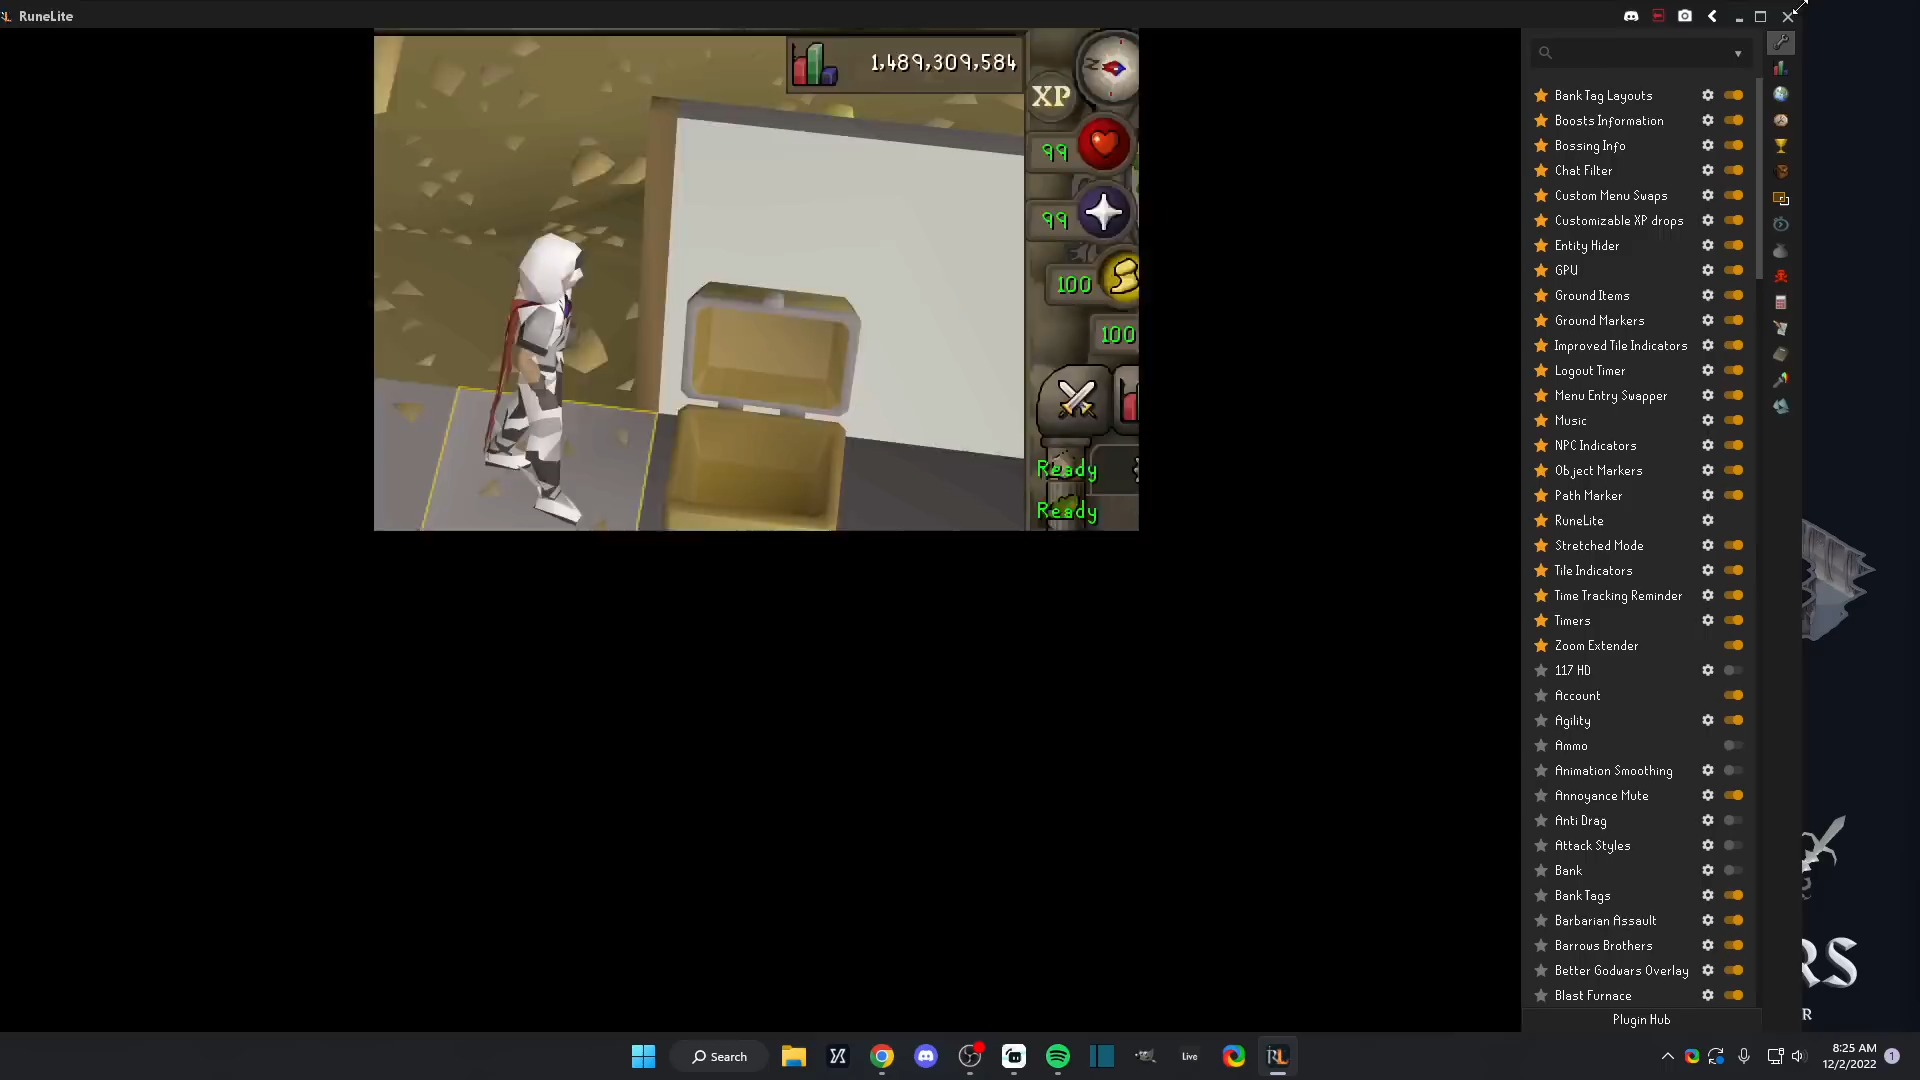 RuneLite
1,489,309,584
XP
99
99
100
100
Ready
Ready
Bank Tag Layouts
Boosts Information
Bossing Info
Chat Filter
Custom Menu Swaps
Customizable XP drops
Entity Hider
GPU
Ground Items
Ground Markers
Improved Tile Indicators
Logout Timer
Menu Entry Swapper
Music
NPC Indicators
Object Markers
Path Marker
RuneLite
Stretched Mode
Tile Indicators
Time Tracking Reminder
Timers
Zoom Extender
117 HD
Account
Agility
Ammo
Animation Smoothing
Annoyance Mute
Anti Drag
Attack Styles
Bank
Bank Tags
Barbarian Assault
Barrows Brothers
Better Godwars Overlay
Blast Furnace
Plugin Hub
RS
R
Search
Live
RL
8:25 AM
12/2/2022
1